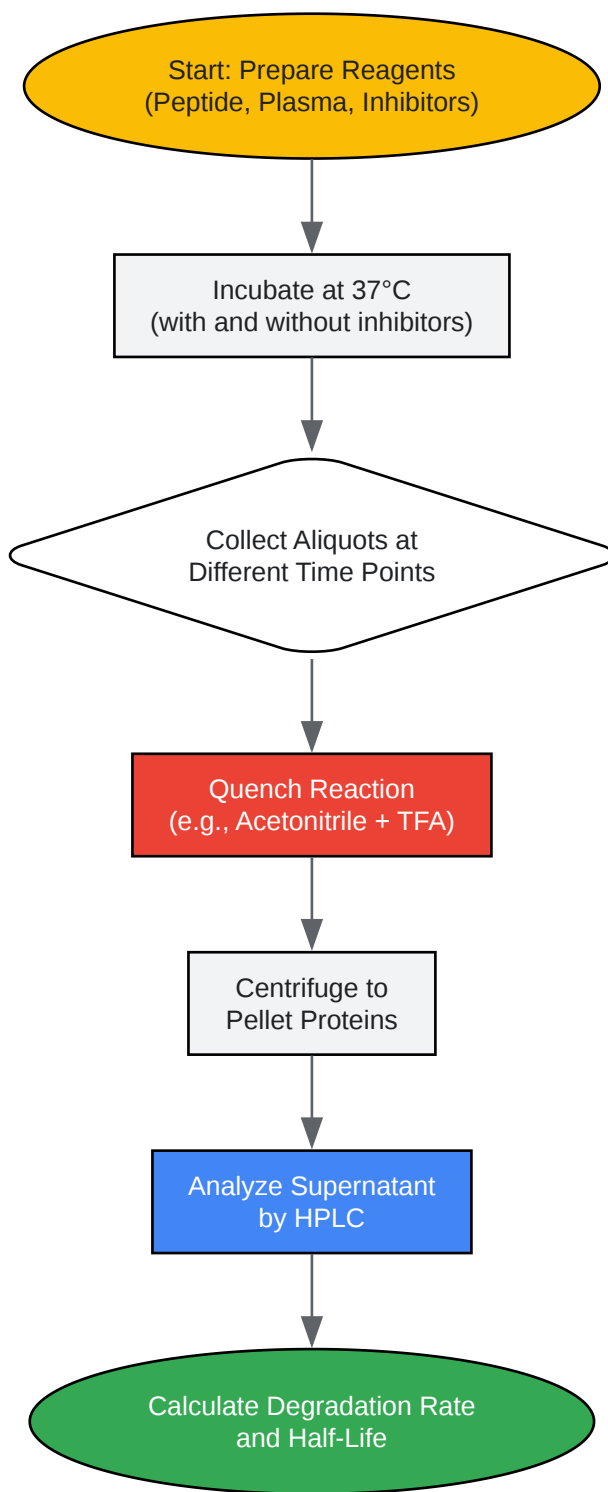 Start: Prepare Reagents
(Peptide, Plasma, Inhibitors)
Incubate at 37°C
(with and without inhibitors)
Collect Aliquots at
Different Time Points
Quench Reaction
(e.g., Acetonitrile + TFA)
Centrifuge to
Pellet Proteins
Analyze Supernatant
by HPLC
Calculate Degradation Rate
and Half-Life